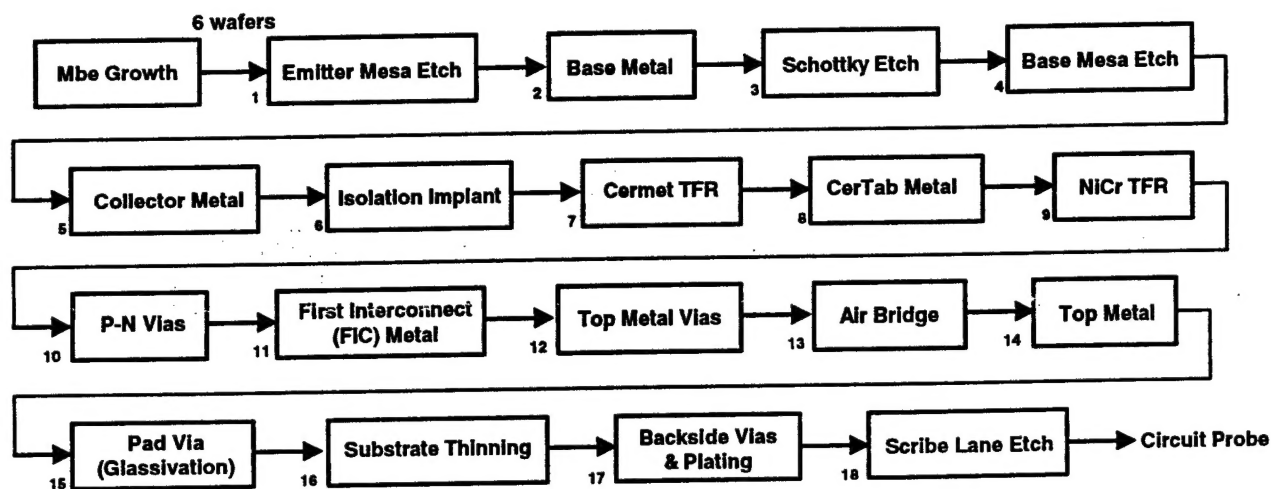 6 wafers
Mbe Growth
1
Emitter Mesa Etch
2
Base Metal
3
Schottky Etch
4
Base Mesa Etch
5
Collector Metal
6
Isolation Implant
7
Cermet TFR
8
CerTab Metal
9
NiCr TFR
10
P-N Vias
11
First Interconnect
(FIC) Metal
12
Top Metal Vias
13
Air Bridge
14
Top Metal
15
Pad Via
(Glassivation)
16
Substrate Thinning
17
Backside Vias
& Plating
18
Scribe Lane Etch
Circuit Probe